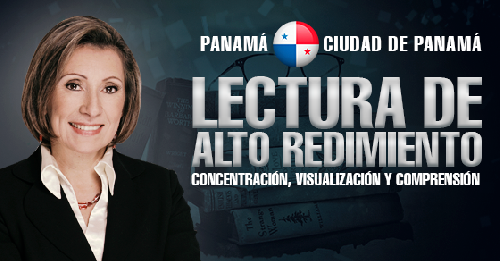 PANAMÁ CIUDAD DE PANAMÁ
LECTURA DE
ALTO REDIMIENTO
CONCENTRACIÓN, VISUALIZACIÓN Y COMPRENSIÓN